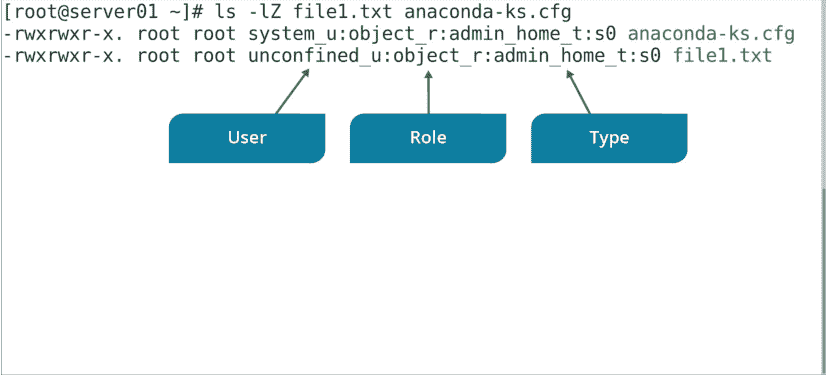 [root@server01 ~]# ls -lZ file1.txt anaconda-ks.cfg
-rwxrwxr-x. root root system_u:object_r:admin_home_t:s0 anaconda-ks.cfg
-rwxrwxr-x. root root unconfined_u:object_r:admin_home_t:s0 file1.txt
User
Role
Type